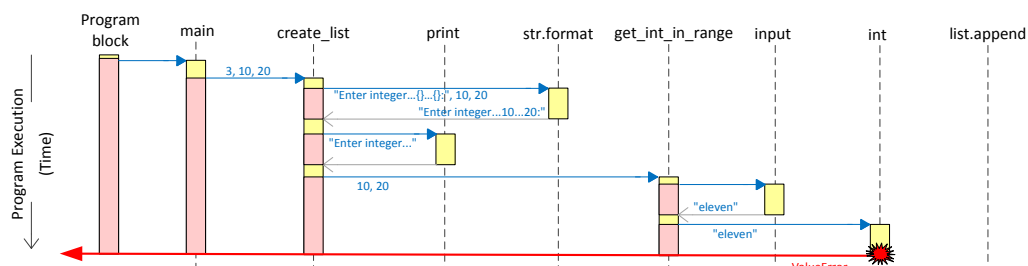 Program
block
main
create_list
print
str.format
get_int_in_range
input
int
list.append
Program Execution
(Time)
3, 10, 20
"Enter integer...{}...{}:", 10, 20
"Enter integer...10...20:"
"Enter integer..."
10, 20
"eleven"
"eleven"
ValueError